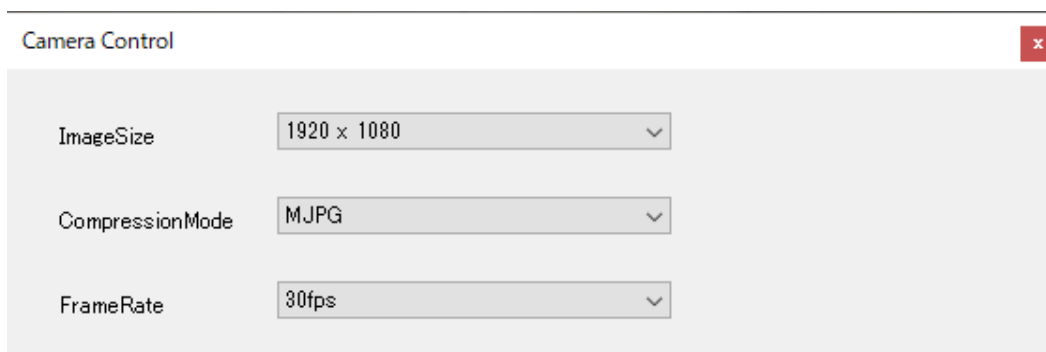 Camera Control
x
ImageSize
1920 x 1080
CompressionMode
MJPG
FrameRate
30fps